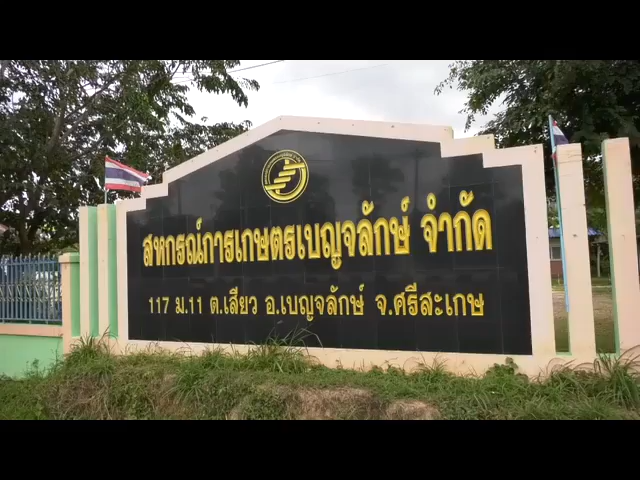 สหกรณ์การเกษตรเบญจลักษ์ จำกัด
117 ม.11 ต.เสียว อ.เบญจลักษ์ จ.ศรีสะเกษ